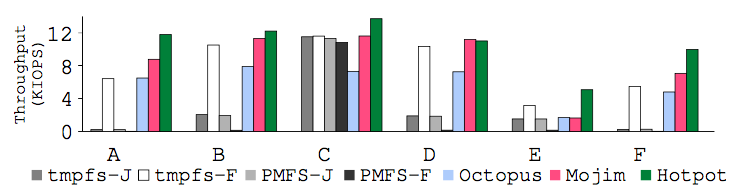 Throughput
(KIOPS)
12
8
4
0
A B C D E F
tmpfs-J tmpfs-F PMFS-J PMFS-F Octopus Mojim Hotpot